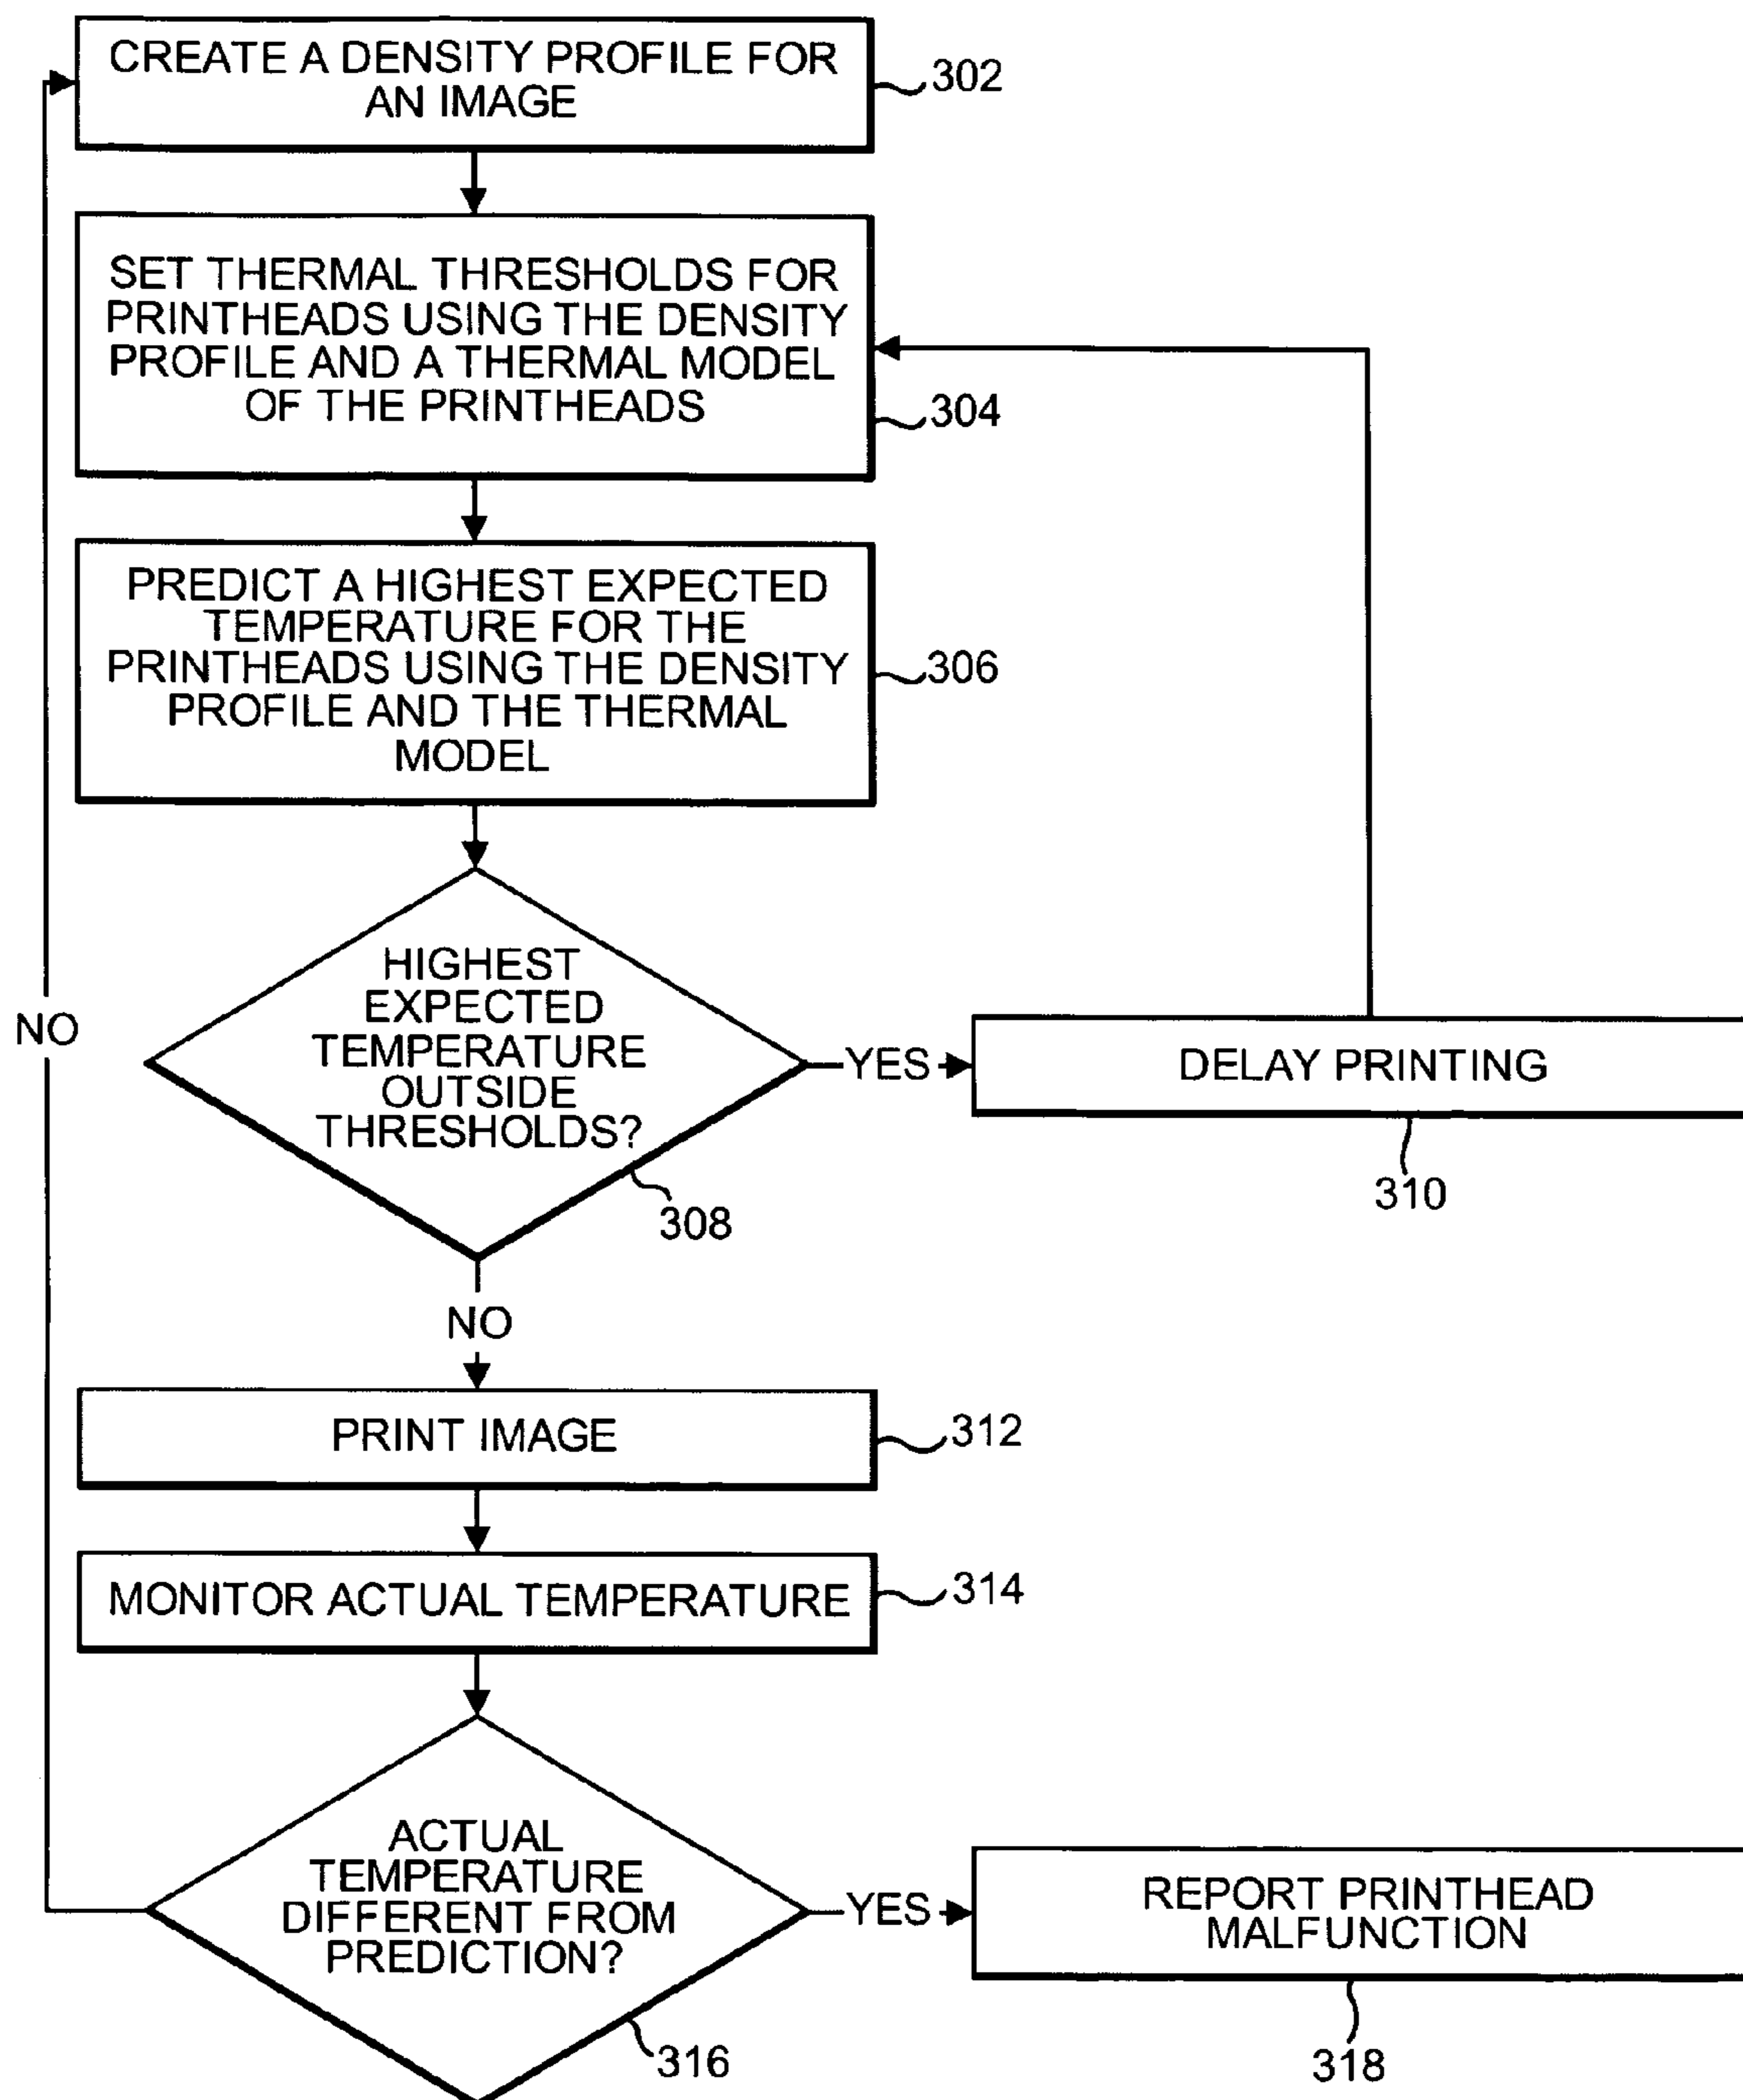 CREATE A DENSITY PROFILE FOR
AN IMAGE
302
SET THERMAL THRESHOLDS FOR
PRINTHEADS USING THE DENSITY
PROFILE AND A THERMAL MODEL
OF THE PRINTHEADS
304
PREDICT A HIGHEST EXPECTED
TEMPERATURE FOR THE
PRINTHEADS USING THE DENSITY
PROFILE AND THE THERMAL
MODEL
306
HIGHEST
EXPECTED
TEMPERATURE
OUTSIDE
THRESHOLDS?
308
YES
DELAY PRINTING
310
NO
NO
PRINT IMAGE
312
MONITOR ACTUAL TEMPERATURE
314
ACTUAL
TEMPERATURE
DIFFERENT FROM
PREDICTION?
316
YES
REPORT PRINTHEAD
MALFUNCTION
318